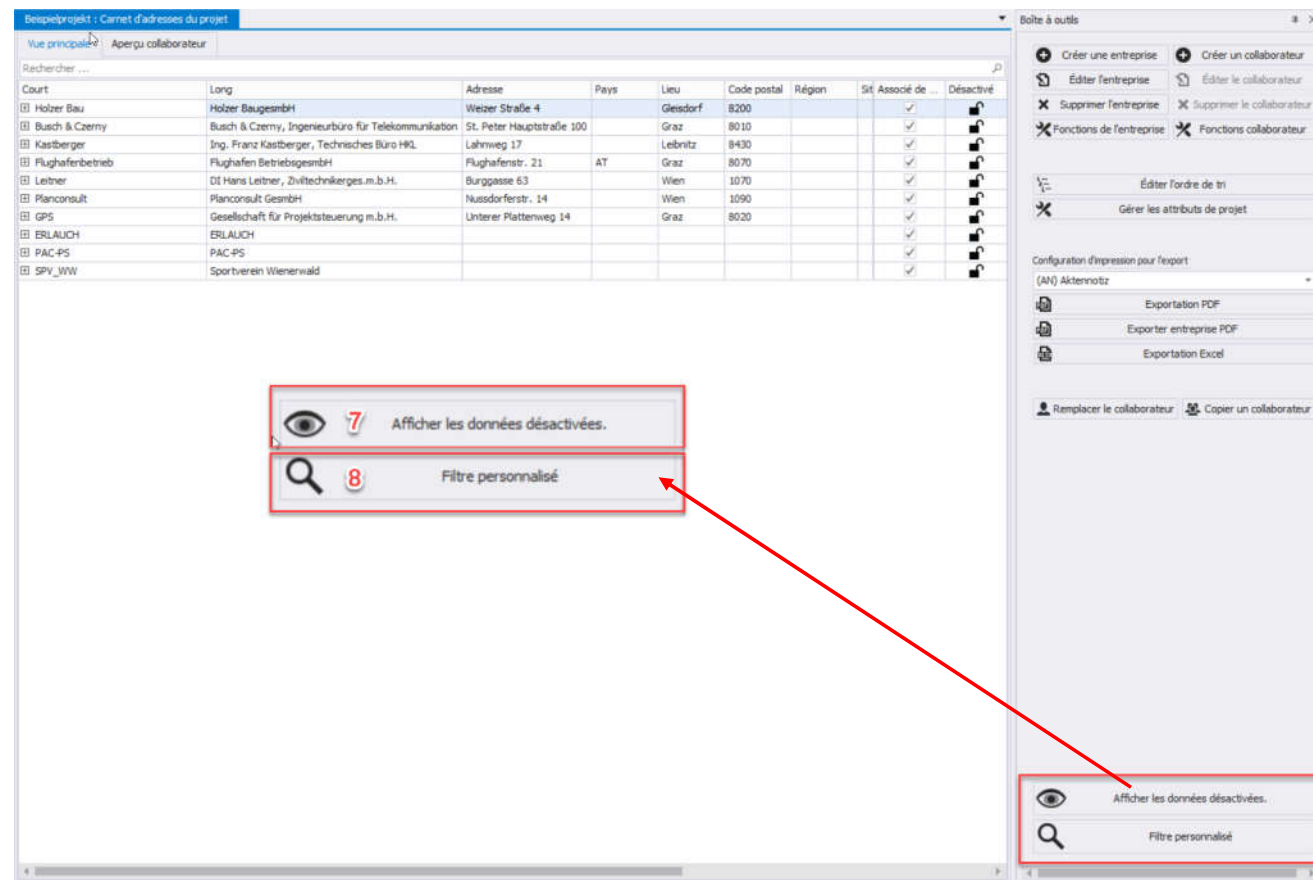 Beispielprojekt : Carnet d'adresses du projet
Vue principale Aperçu collaborateur
Rechercher ...
Court Long Adresse Pays Lieu Code postal Région Sit Associé de ... Désactivé
Holzer Bau Holzer BaugesmbH Weizer Straße 4 Gleisdorf 8200
Busch & Czerny Busch & Czerny, Ingenieurbüro für Telekommunikation St. Peter Hauptstraße 100 Graz 8010
Kastberger Ing. Franz Kastberger, Technisches Büro HKL Lahnweg 17 Leibnitz 8430
Flughafenbetrieb Flughafen BetriebsgesmbH Flughafenstr. 21 AT Graz 8070
Leitner DI Hans Leitner, Ziviltechnikerges.m.b.H. Burggasse 63 Wien 1070
Planconsult Planconsult GesmbH Nussdorferstr. 14 Wien 1090
GPS Gesellschaft für Projektsteuerung m.b.H. Unterer Plattenweg 14 Graz 8020
ERLAUCH ERLAUCH
PAC-PS PAC-PS
SPV_WW Sportverein Wienerwald
7 Afficher les données désactivées.
8 Filtre personnalisé
Boîte à outils
Créer une entreprise Créer un collaborateur
Éditer l'entreprise Éditer le collaborateur
Supprimer l'entreprise Supprimer le collaborateur
Fonctions de l'entreprise Fonctions collaborateur
Éditer l'ordre de tri
Gérer les attributs de projet
Configuration d'impression pour l'export
(AN) Aktennotiz
Exportation PDF
Exporter entreprise PDF
Exportation Excel
Remplacer le collaborateur Copier un collaborateur
Afficher les données désactivées.
Filtre personnalisé